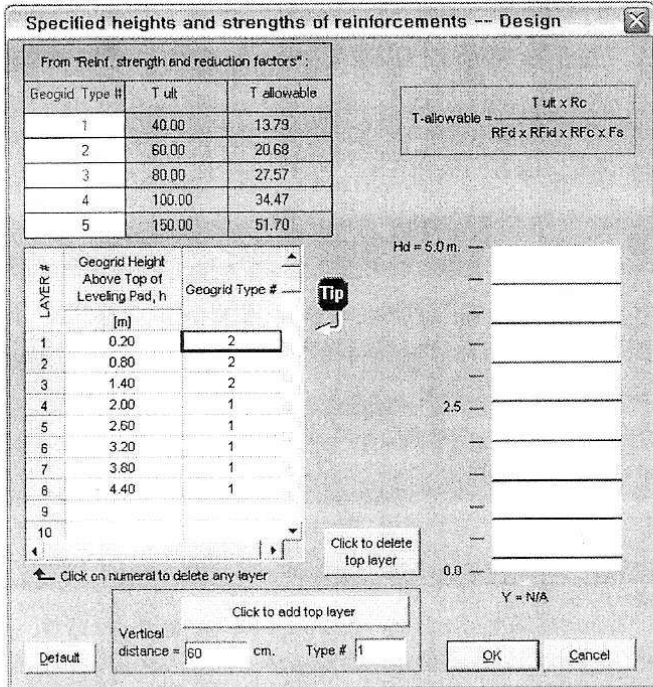 Specified heights and strengths of reinforcements -- Design
From "Reinf. strength and reduction factors" :
Geogrid Type # T ult T allowable
1 40.00 13.79
2 60.00 20.68
3 80.00 27.57
4 100.00 34.47
5 150.00 51.70
T-allowable = T ult x Rc
RFd x RFid x RFc x Fs
LAYER #
Geogrid Height
Above Top of
Leveling Pad, h
[m]
Geogrid Type #
1 0.20 2
2 0.80 2
3 1.40 2
4 2.00 1
5 2.60 1
6 3.20 1
7 3.80 1
8 4.40 1
9
10
Tip
Hd = 5.0 m.
2.5
0.0
Y = N/A
Click to delete
top layer
Click on numeral to delete any layer
Click to add top layer
Vertical
distance = 60 cm. Type # 1
Default
OK
Cancel